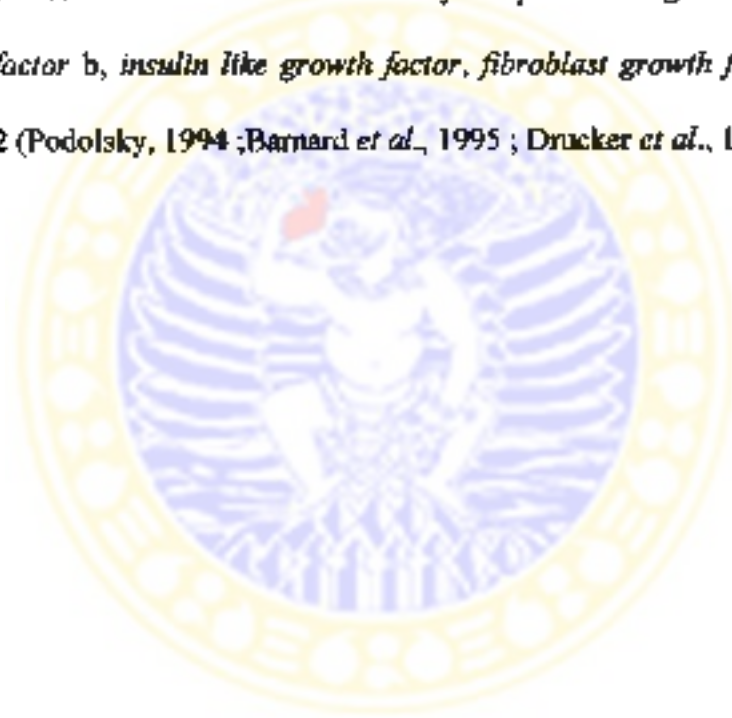 factor b, insulin like growth factor, fibroblast growth
2 (Podolsky, 1994 ;Barnard et al., 1995 ; Drucker et al..,